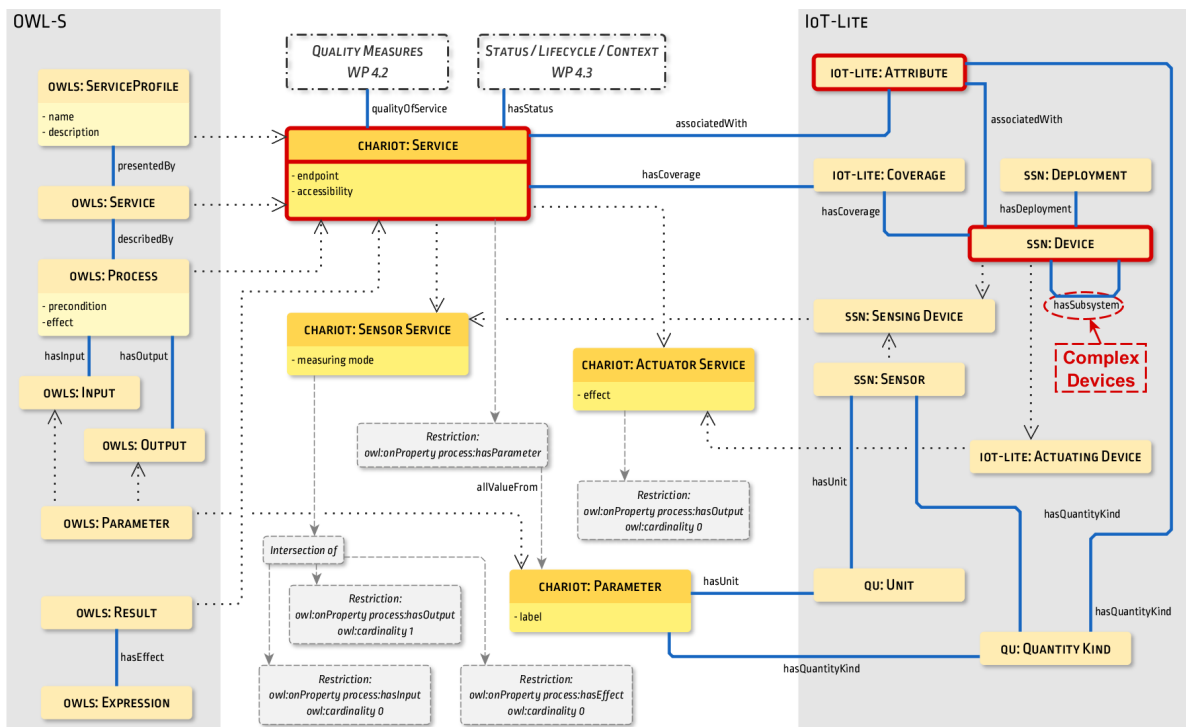 OWL-S
IOT-LITE
QUALITY MEASURES
WP 4.2
STATUS / LIFECYCLE / CONTEXT
WP 4.3
qualityOfService
hasStatus
OWLS: SERVICEPROFILE
- name
- description
presentedBy
OWLS: SERVICE
describedBy
OWLS: PROCESS
- precondition
-effect
hasInput
hasOutput
OWLS: INPUT
OWLS: OUTPUT
OWLS: PARAMETER
OWLS: RESULT
hasEffect
OWLS: EXPRESSION
CHARIOT: SERVICE
- endpoint
- accessibility
CHARIOT: SENSOR SERVICE
- measuring mode
CHARIOT: ACTUATOR SERVICE
- effect
Restriction:
owl:onProperty process:hasParameter
allValueFrom
Restriction:
owl:onProperty process:hasOutput
owl:cardinality 0
Intersection of
Restriction:
owl:onProperty process:hasOutput
owl:cardinality 1
Restriction:
owl:onProperty process:hasInput
owl:cardinality 0
Restriction:
owl:onProperty process:hasEffect
owl:cardinality 0
CHARIOT: PARAMETER
- label
hasUnit
hasQuantityKind
associatedWith
hasCoverage
IOT-LITE: ATTRIBUTE
associatedWith
IOT-LITE: COVERAGE
SSN: DEPLOYMENT
hasCoverage
hasDeployment
SSN: DEVICE
hasSubsystem
Complex
Devices
SSN: SENSING DEVICE
SSN: SENSOR
IOT-LITE: ACTUATING DEVICE
hasUnit
hasQuantityKind
QU: UNIT
hasQuantityKind
QU: QUANTITY KIND